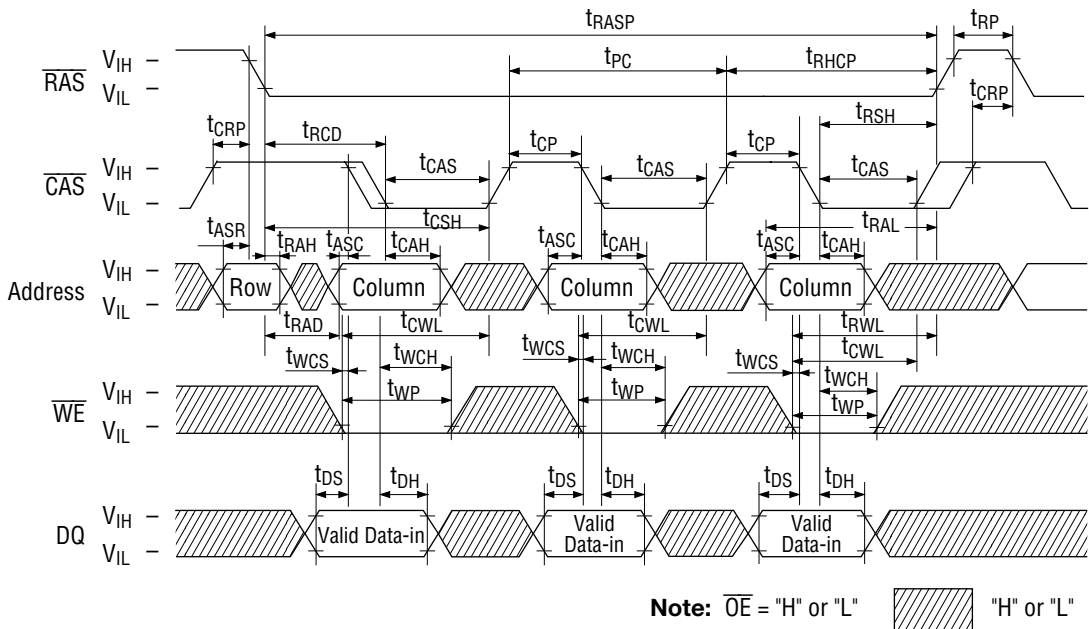 tRASP tRP
VIH –
RAS
VIL –
tPC tRHCP
tCRP
tRSH
tCRP tRCD
tCP tCP
VIH –
CAS
VIL –
tCAS tCAS tCAS
tCSH tRAL
tASR tRAH tASC tCAH tASC tCAH tASC tCAH
VIH –
Address
VIL –
Row Column Column Column
tRAD tCWL tCWL tRWL
tCWL
tWCS tWCH tWCS tWCH tWCS tWCH
tWP tWP tWP
VIH –
WE
VIL –
tDS tDH tDS tDH tDS tDH
VIH –
DQ
VIL –
Valid Data-in Valid Data-in Valid Data-in
Note: OE = "H" or "L" "H" or "L"